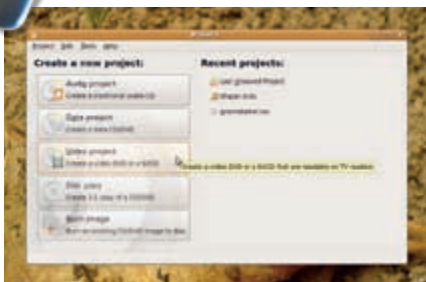 Project Edit Tools Help
Create a new project:
Recent projects:
Audio project
Create a traditional audio CD
Last Unsaved Project
Data project
Create a data CD/DVD
Video project
Create a video DVD or a SVCD
Create a video DVD or a SVCD that are readable on TV readers
Disc copy
Create 1:1 copy of a CD/DVD
Burn image
Burn an existing CD/DVD image to disc